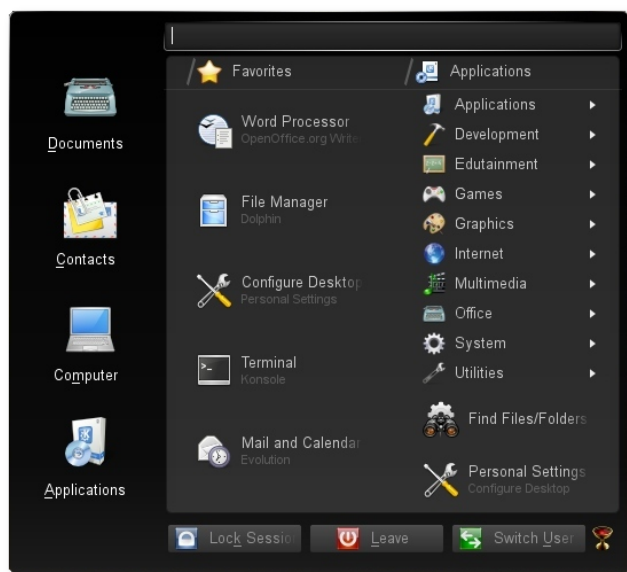 Documents
Contacts
Computer
Applications
Favorites
Word Processor
OpenOffice.org Write
File Manager
Dolphin
Configure Desktop
Personal Settings
Terminal
Konsole
Mail and Calendar
Evolution
Applications
Applications
Development
Edutainment
Games
Graphics
Internet
Multimedia
Office
System
Utilities
Find Files/Folders
Personal Settings
Configure Desktop
Lock Sessio
Leave
Switch User